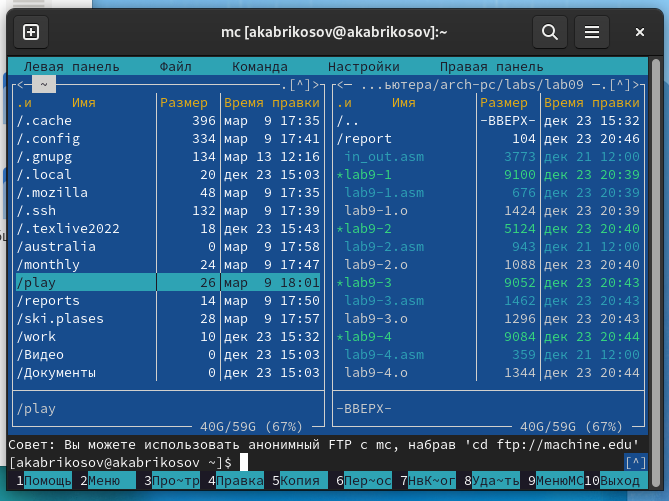 mc [akabrikosov@akabrikosov]:~
Левая панель Файл Команда Настройки Правая панель
<— ~ .[^]> <— ...ьютера/arch-pc/labs/lab09 —.[^]>
.и Имя Размер Время правки .и Имя Размер Время правки
/.cache 396 мар 9 17:35 /.. -ВВЕРХ- дек 23 15:32
/.config 334 мар 9 17:41 /report 104 дек 23 20:46
/.gnupg 134 мар 13 12:16 in_out.asm 3773 дек 21 12:00
/.local 20 дек 23 15:03 *lab9-1 9100 дек 23 20:39
/.mozilla 48 мар 9 17:35 lab9-1.asm 676 дек 23 20:39
/.ssh 132 мар 9 17:39 lab9-1.o 1424 дек 23 20:39
/.texlive2022 18 дек 23 15:43 *lab9-2 5124 дек 23 20:40
/australia 0 мар 9 17:58 lab9-2.asm 943 дек 21 12:00
/monthly 24 мар 9 17:47 lab9-2.o 1088 дек 23 20:40
/play 26 мар 9 18:01 *lab9-3 9052 дек 23 20:43
/reports 14 мар 9 17:50 lab9-3.asm 1462 дек 23 20:43
/ski.plases 28 мар 9 17:57 lab9-3.o 1296 дек 23 20:43
/work 10 дек 23 15:32 *lab9-4 9084 дек 23 20:44
/Видео 0 дек 23 15:03 lab9-4.asm 359 дек 21 12:00
/Документы 0 дек 23 15:03 lab9-4.o 1344 дек 23 20:44
/play -ВВЕРХ-
40G/59G (67%) 40G/59G (67%)
Совет: Вы можете использовать анонимный FTP с mc, набрав 'cd ftp://machine.edu'
[akabrikosov@akabrikosov ~]$ [^]
1Помощь 2Меню 3Про~тр 4Правка 5Копия 6Пер~ос 7НвК~ог 8Уда~ть 9МенюМС 10Выход